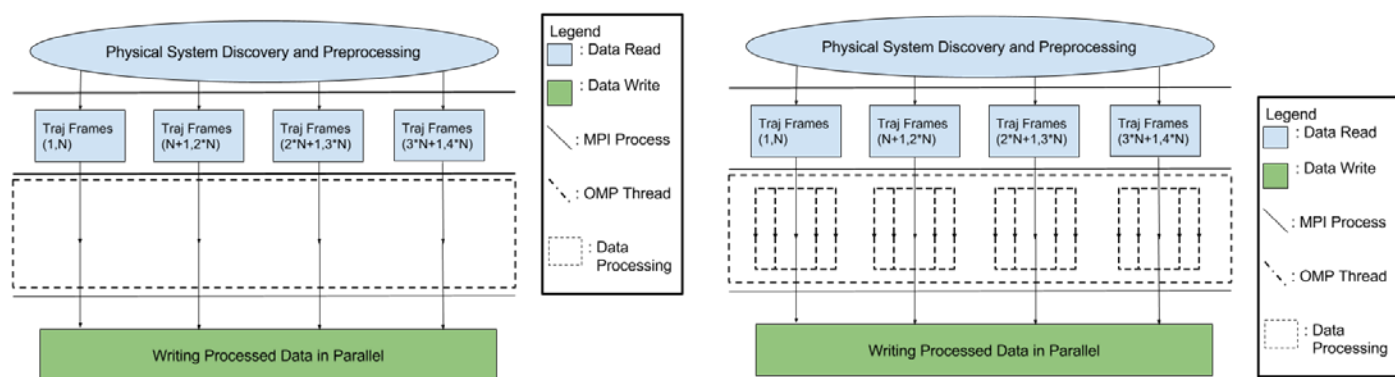 Physical System Discovery and Preprocessing
Traj Frames
(1,N)
Traj Frames
(N+1,2*N)
Traj Frames
(2*N+1,3*N)
Traj Frames
(3*N+1,4*N)
Writing Processed Data in Parallel
Legend
: Data Read
: Data Write
: MPI Process
: OMP Thread
: Data
Processing
Physical System Discovery and Preprocessing
Traj Frames
(1,N)
Traj Frames
(N+1,2*N)
Traj Frames
(2*N+1,3*N)
Traj Frames
(3*N+1,4*N)
Writing Processed Data in Parallel
Legend
: Data Read
: Data Write
: MPI Process
: OMP Thread
: Data
Processing